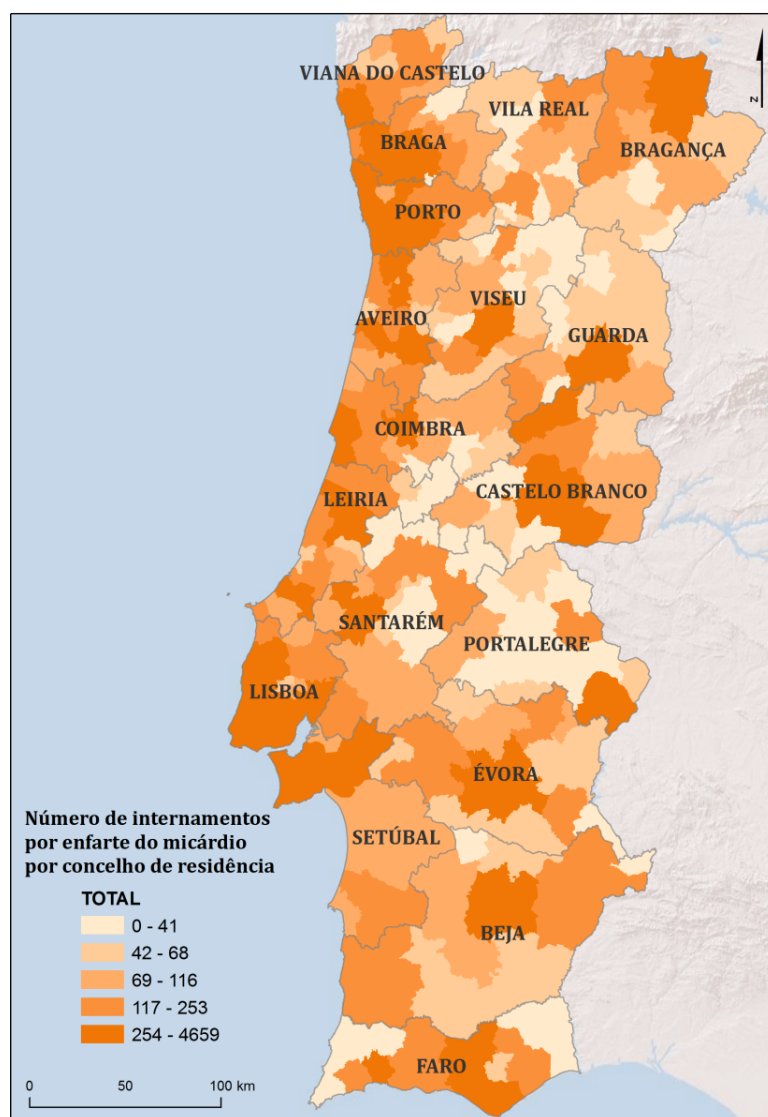 VIANA DO CASTELO
VILA REAL
BRAGANÇA
BRAGA
PORTO
VISEU
AVEIRO
GUARDA
COIMBRA
CASTELO BRANCO
LEIRIA
SANTARÉM
PORTALEGRE
LISBOA
ÉVORA
SETÚBAL
BEJA
FARO
Z
Número de internamentos
por enfarte do micárdio
por concelho de residência
TOTAL
0 - 41
42 - 68
69 - 116
117 - 253
254 - 4659
0 50 100 km